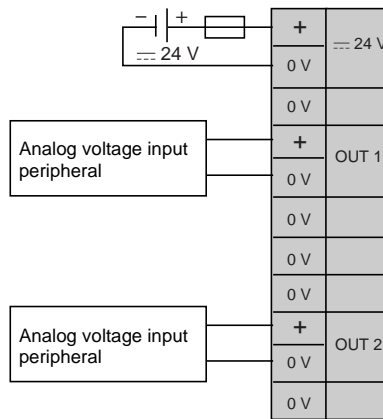 − + + ⎓ 24 V
⎓ 24 V 0 V
0 V
Analog voltage input
peripheral
+ OUT 1
0 V
0 V
0 V
0 V
Analog voltage input
peripheral
+ OUT 2
0 V
0 V